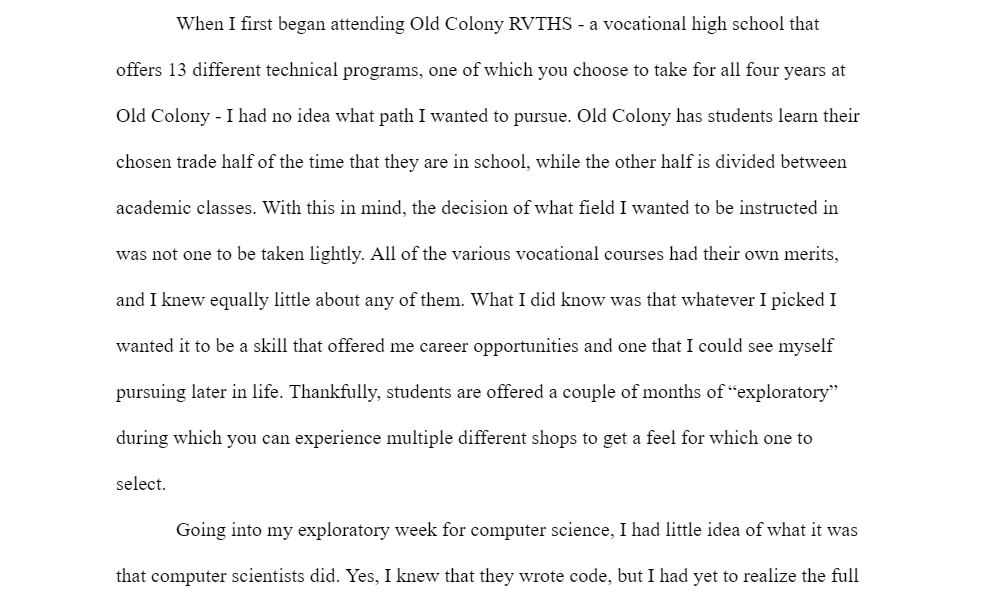 When I first began attending Old Colony RVTHS - a vocational high school that
offers 13 different technical programs, one of which you choose to take for all four years at
Old Colony - I had no idea what path I wanted to pursue. Old Colony has students learn their
chosen trade half of the time that they are in school, while the other half is divided between
academic classes. With this in mind, the decision of what field I wanted to be instructed in
was not one to be taken lightly. All of the various vocational courses had their own merits,
and I knew equally little about any of them. What I did know was that whatever I picked I
wanted it to be a skill that offered me career opportunities and one that I could see myself
pursuing later in life. Thankfully, students are offered a couple of months of “exploratory”
during which you can experience multiple different shops to get a feel for which one to
select.
Going into my exploratory week for computer science, I had little idea of what it was
that computer scientists did. Yes, I knew that they wrote code, but I had yet to realize the full